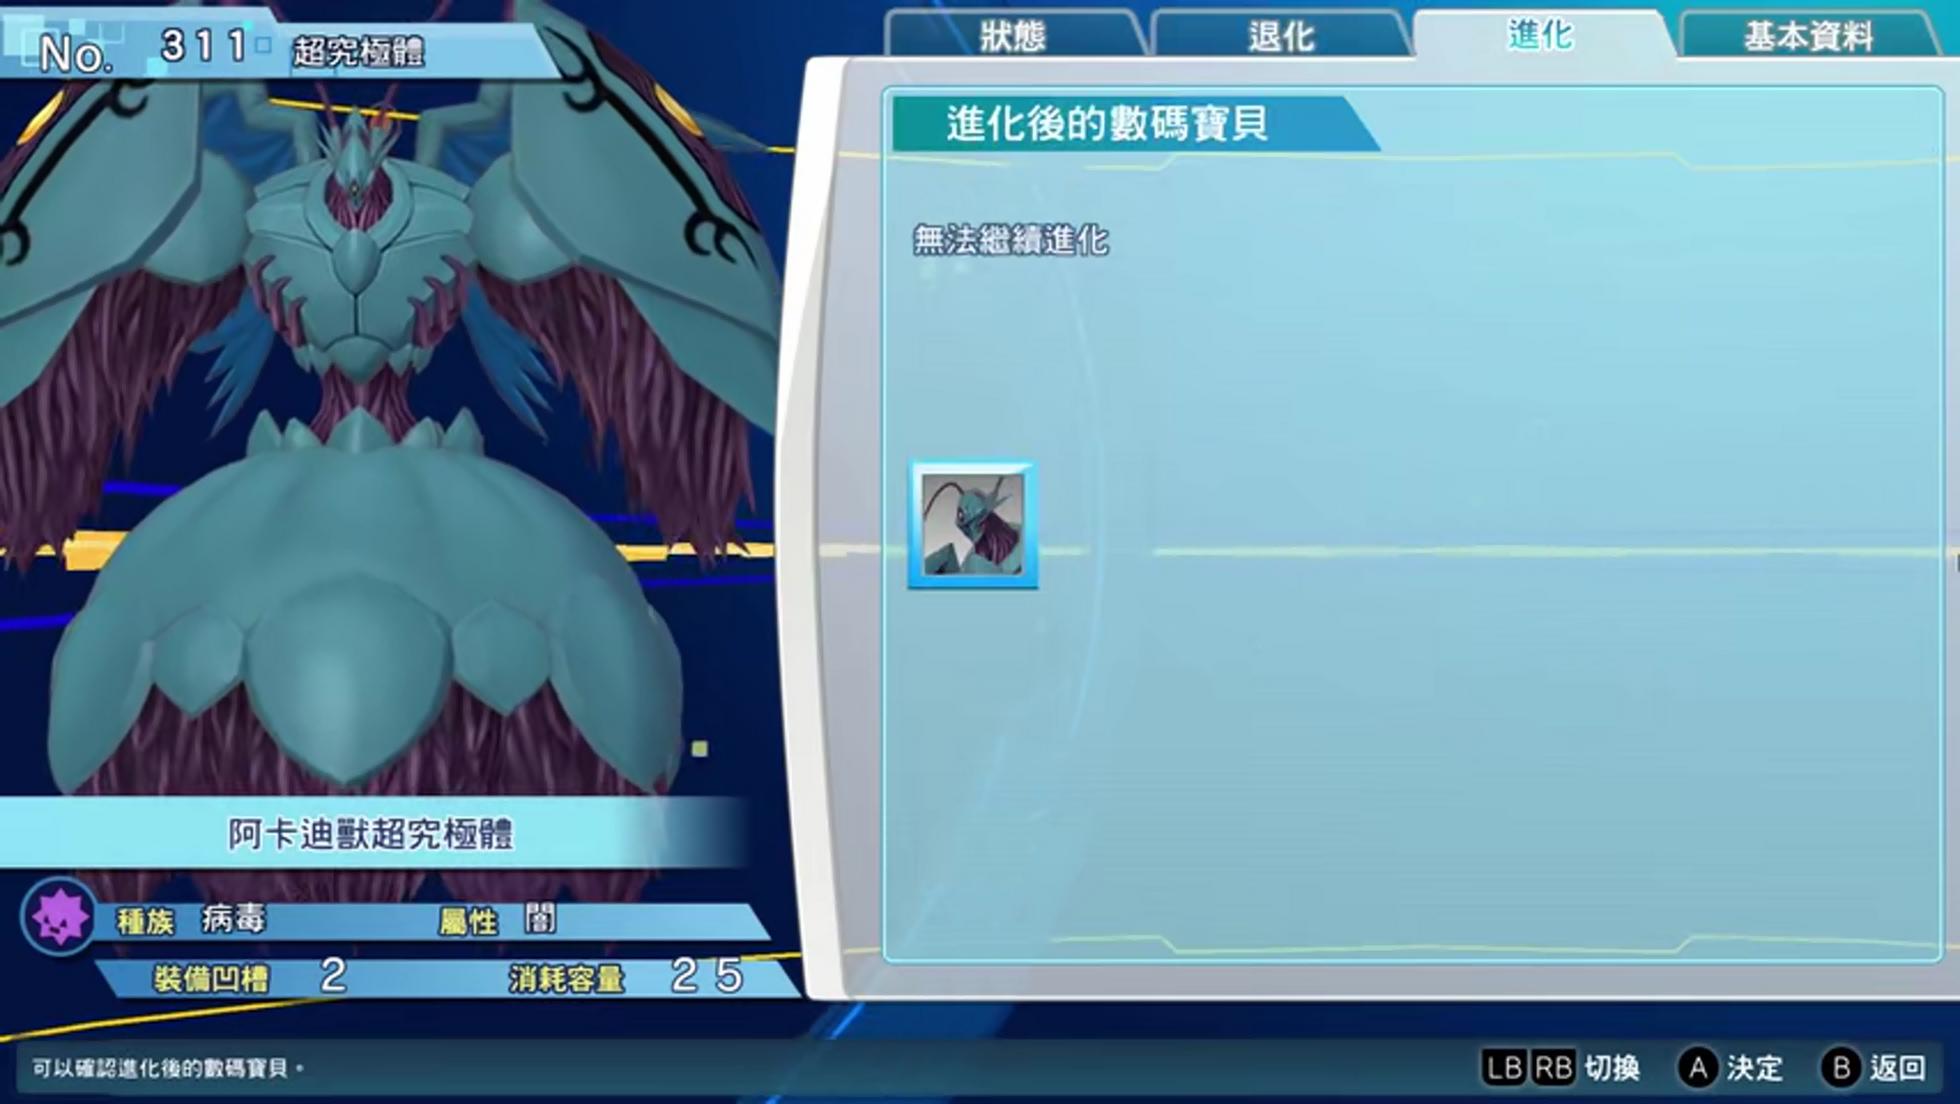 No. 311 超究極體
狀態 退化 進化 基本資料
進化後的數碼寶貝
無法繼續進化
阿卡迪獸超究極體
種族 病毒 屬性 闇
裝備凹槽 2 消耗容量 25
可以確認進化後的數碼寶貝。
LB RB 切換 A 決定 B 返回